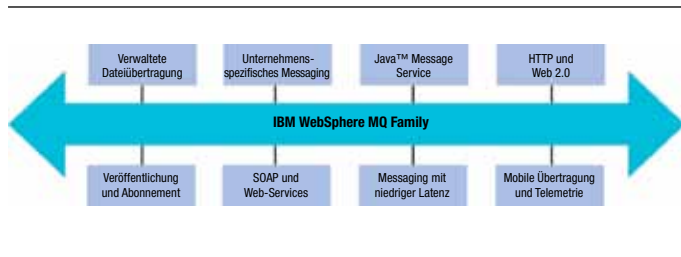 Verwaltete
Dateiübertragung
Unternehmens-
spezifisches Messaging
Java™ Message
Service
HTTP und
Web 2.0
IBM WebSphere MQ Family
Veröffentlichung
und Abonnement
SOAP und
Web-Services
Messaging mit
niedriger Latenz
Mobile Übertragung
und Telemetrie